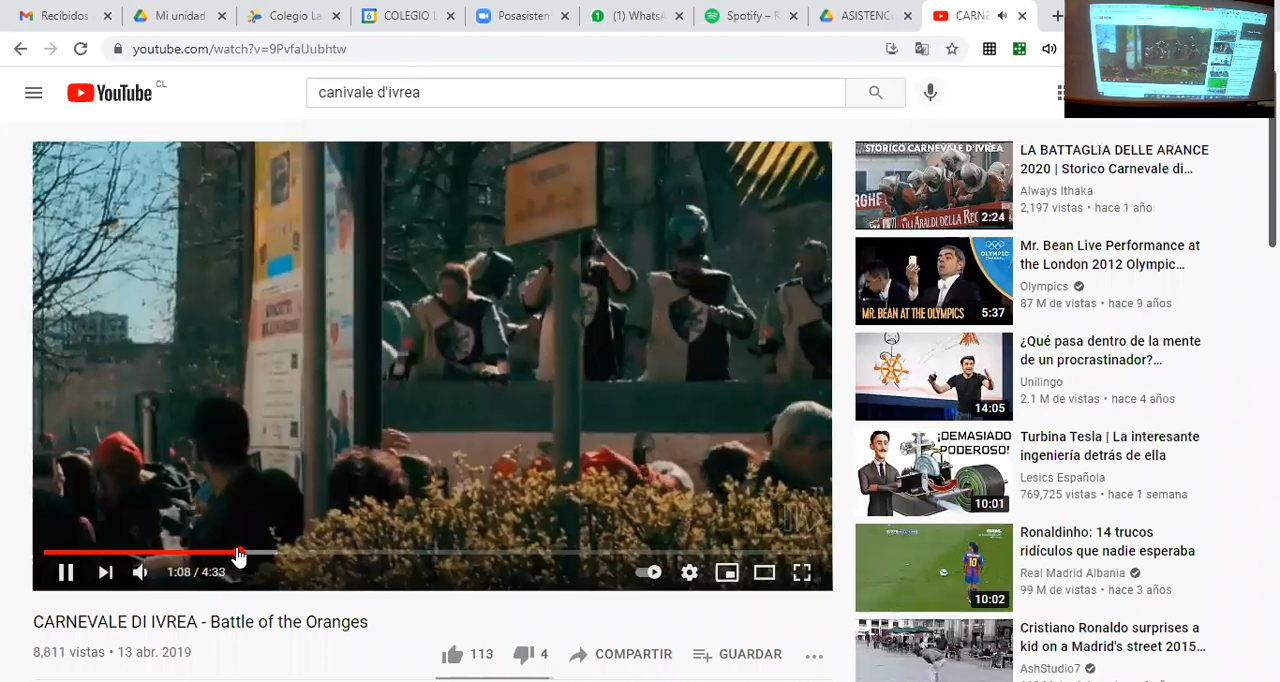 Recibidos
Mi unidad
Colegio La
COLEGIO L
Posasisten
(1) Whats
Spotify – R
ASISTENC
CARN
youtube.com/watch?v=9PvfaUubhtw
YouTube CL
canivale d'ivrea
STORICO CARNEVALE D'IVREA
2:24
LA BATTAGLIA DELLE ARANCE
2020 | Storico Carnevale di...
Always Ithaka
2,197 vistas • hace 1 año
MR. BEAN AT THE OLYMPICS
OLYMPIC
CHANNEL
5:37
Mr. Bean Live Performance at
the London 2012 Olympic...
Olympics
87 M de vistas • hace 9 años
14:05
¿Qué pasa dentro de la mente
de un procrastinador?...
Unilingo
2.1 M de vistas • hace 4 años
¡DEMASIADO
PODEROSO!
10:01
Turbina Tesla | La interesante
ingeniería detrás de ella
Lesics Española
769,725 vistas • hace 1 semana
10
10:02
Ronaldinho: 14 trucos
ridículos que nadie esperaba
Real Madrid Albania
99 M de vistas • hace 3 años
Cristiano Ronaldo surprises a
kid on a Madrid's street 2015...
AshStudio7
1:08 / 4:33
CARNEVALE DI IVREA - Battle of the Oranges
8,811 vistas • 13 abr. 2019
113
4
COMPARTIR
GUARDAR